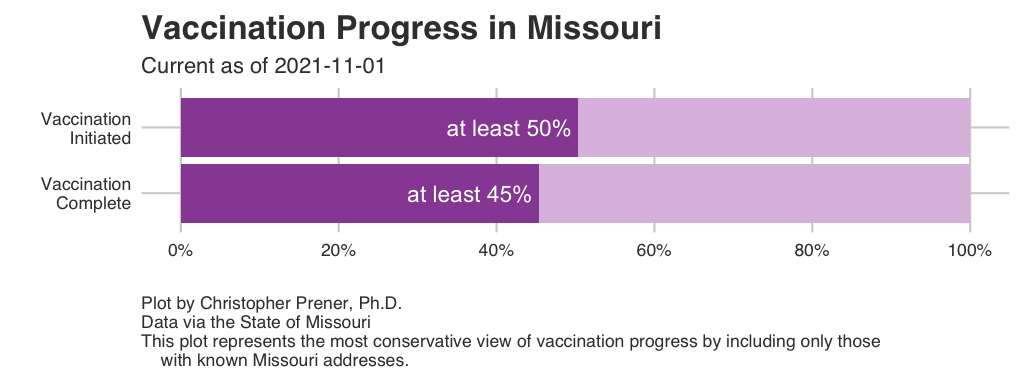 Vaccination Progress in Missouri
Current as of 2021-11-01
Vaccination
Initiated
at least 50%
Vaccination
Complete
at least 45%
0% 20% 40% 60% 80% 100%
Plot by Christopher Prener, Ph.D.
Data via the State of Missouri
This plot represents the most conservative view of vaccination progress by including only those
with known Missouri addresses.